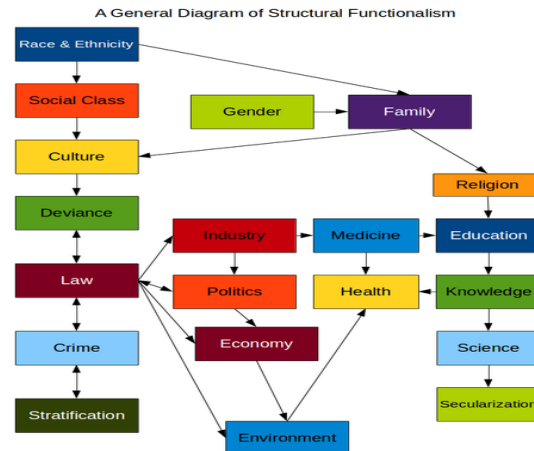 A General Diagram of Structural Functionalism
Race & Ethnicity
Social Class
Gender
Family
Culture
Religion
Deviance
Industry
Medicine
Education
Law
Politics
Health
Knowledge
Crime
Economy
Science
Stratification
Environment
Secularization